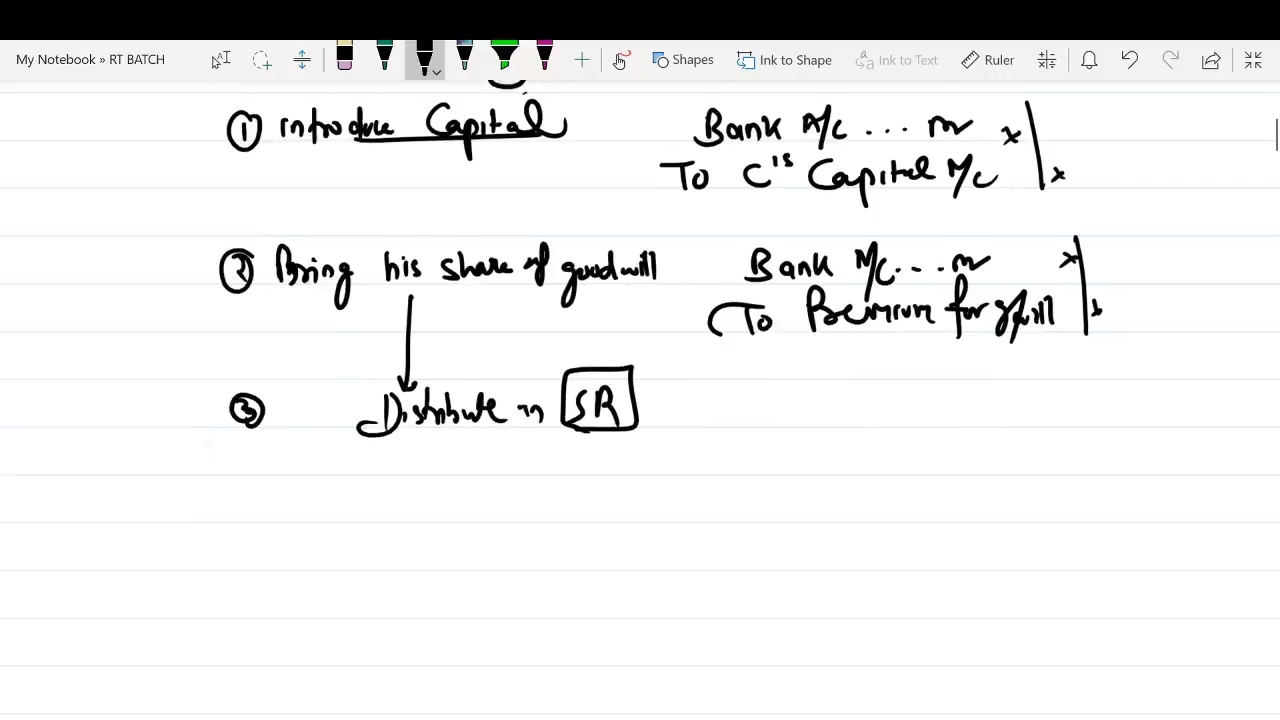 My Notebook » RT BATCH
Shapes
Ink to Shape
Ink to Text
Ruler
① introduce Capital
Bank A/c ... Dr x
To C's Capital A/c x
② Bring his share of goodwill
Bank A/c... Dr x
To Premium for g/will x
③ Distribute in SR